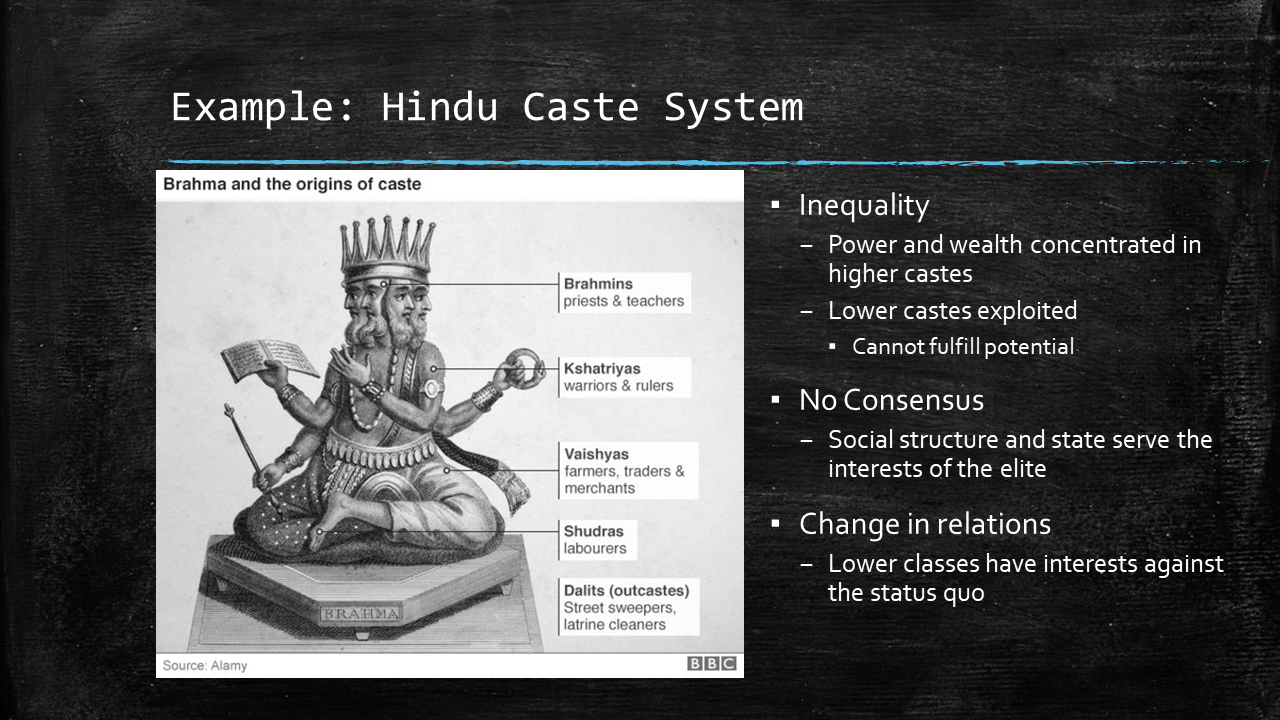 Example: Hindu Caste System
Brahma and the origins of caste
Brahmins
priests & teachers
Kshatriyas
warriors & rulers
Vaishyas
farmers, traders &
merchants
Shudras
labourers
Dalits (outcastes)
Street sweepers,
latrine cleaners
BRAHMA
Source: Alamy
BBC
▪ Inequality
– Power and wealth concentrated in
higher castes
– Lower castes exploited
▪ Cannot fulfill potential
▪ No Consensus
– Social structure and state serve the
interests of the elite
▪ Change in relations
– Lower classes have interests against
the status quo